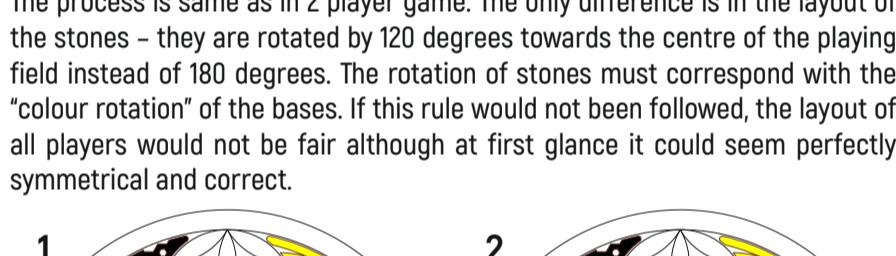 The process is same as in 2 player game. The only difference is in the layout of
the stones – they are rotated by 120 degrees towards the centre of the playing
field instead of 180 degrees. The rotation of stones must correspond with the
“colour rotation” of the bases. If this rule would not been followed, the layout of
all players would not be fair although at first glance it could seem perfectly
symmetrical and correct.
1 2